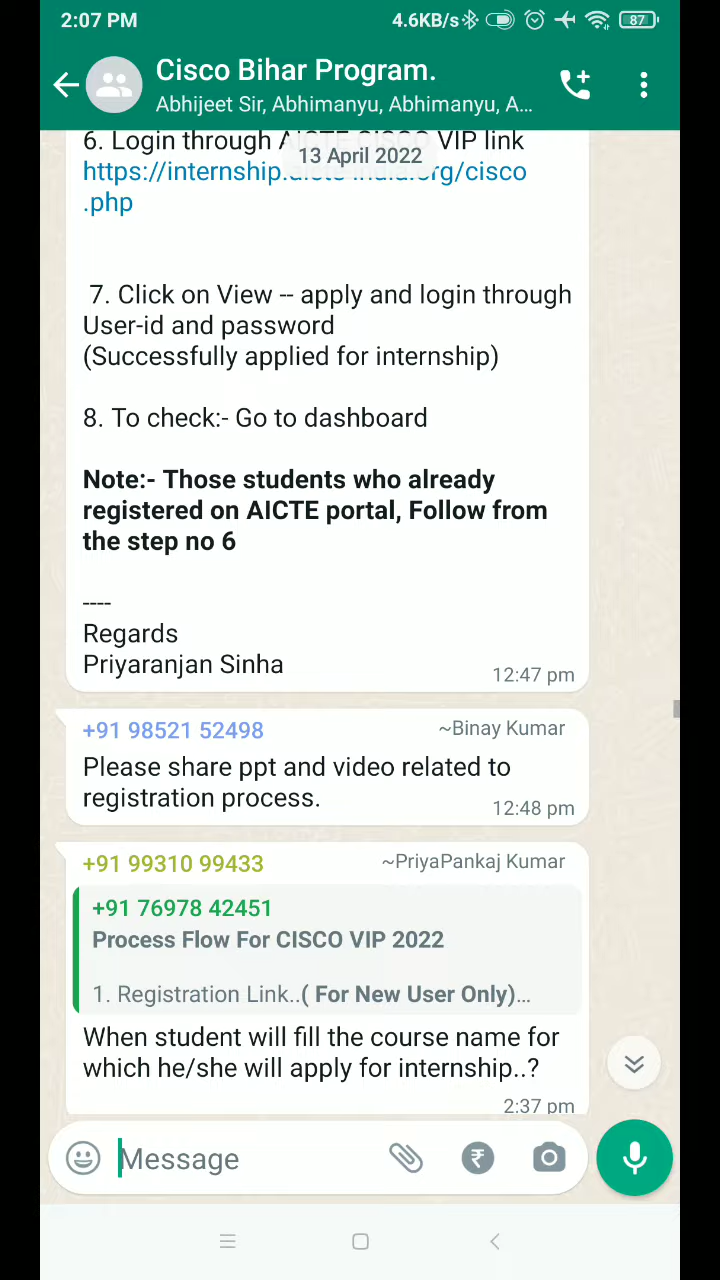 2:07 PM
4.6KB/s
87
Cisco Bihar Program.
Abhijeet Sir, Abhimanyu, Abhimanyu, A...
6. Login through AICTE CISCO VIP link
13 April 2022
https://internship.aicte-india.org/cisco
.php
7. Click on View -- apply and login through
User-id and password
(Successfully applied for internship)
8. To check:- Go to dashboard
Note:- Those students who already
registered on AICTE portal, Follow from
the step no 6
----
Regards
Priyaranjan Sinha
12:47 pm
+91 98521 52498
~Binay Kumar
Please share ppt and video related to
registration process.
12:48 pm
+91 99310 99433
~PriyaPankaj Kumar
+91 76978 42451
Process Flow For CISCO VIP 2022
1. Registration Link..( For New User Only)...
When student will fill the course name for
which he/she will apply for internship..?
2:37 pm
Message